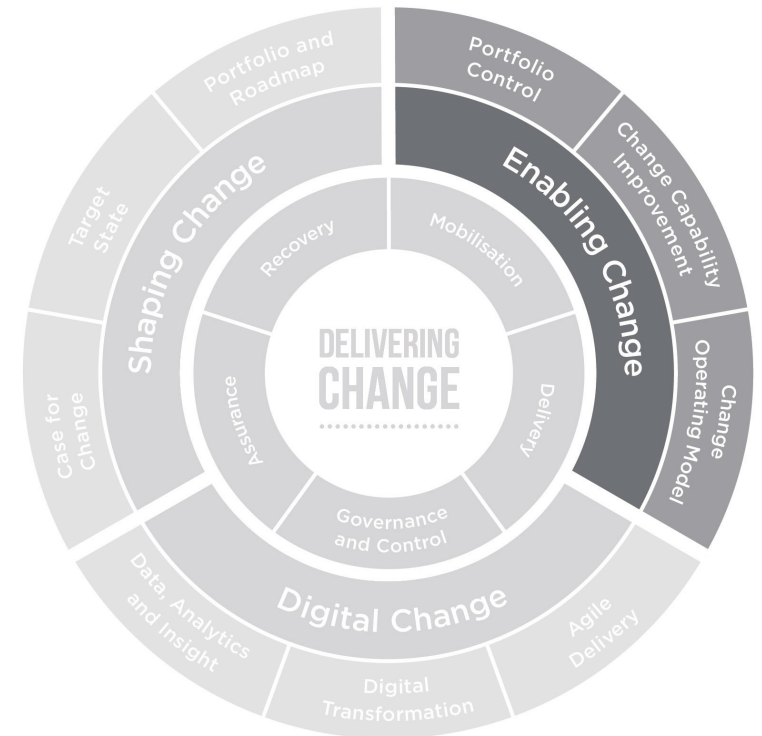 Portfolio and
Roadmap
Portfolio
Control
Target
State
Shaping Change
Enabling Change
Change Capability
Improvement
Recovery
Mobilisation
DELIVERING
CHANGE
Case for
Change
Assurance
Delivery
Change
Operating Model
Governance
and Control
Digital Change
Data, Analytics
and Insight
Digital
Transformation
Agile
Delivery